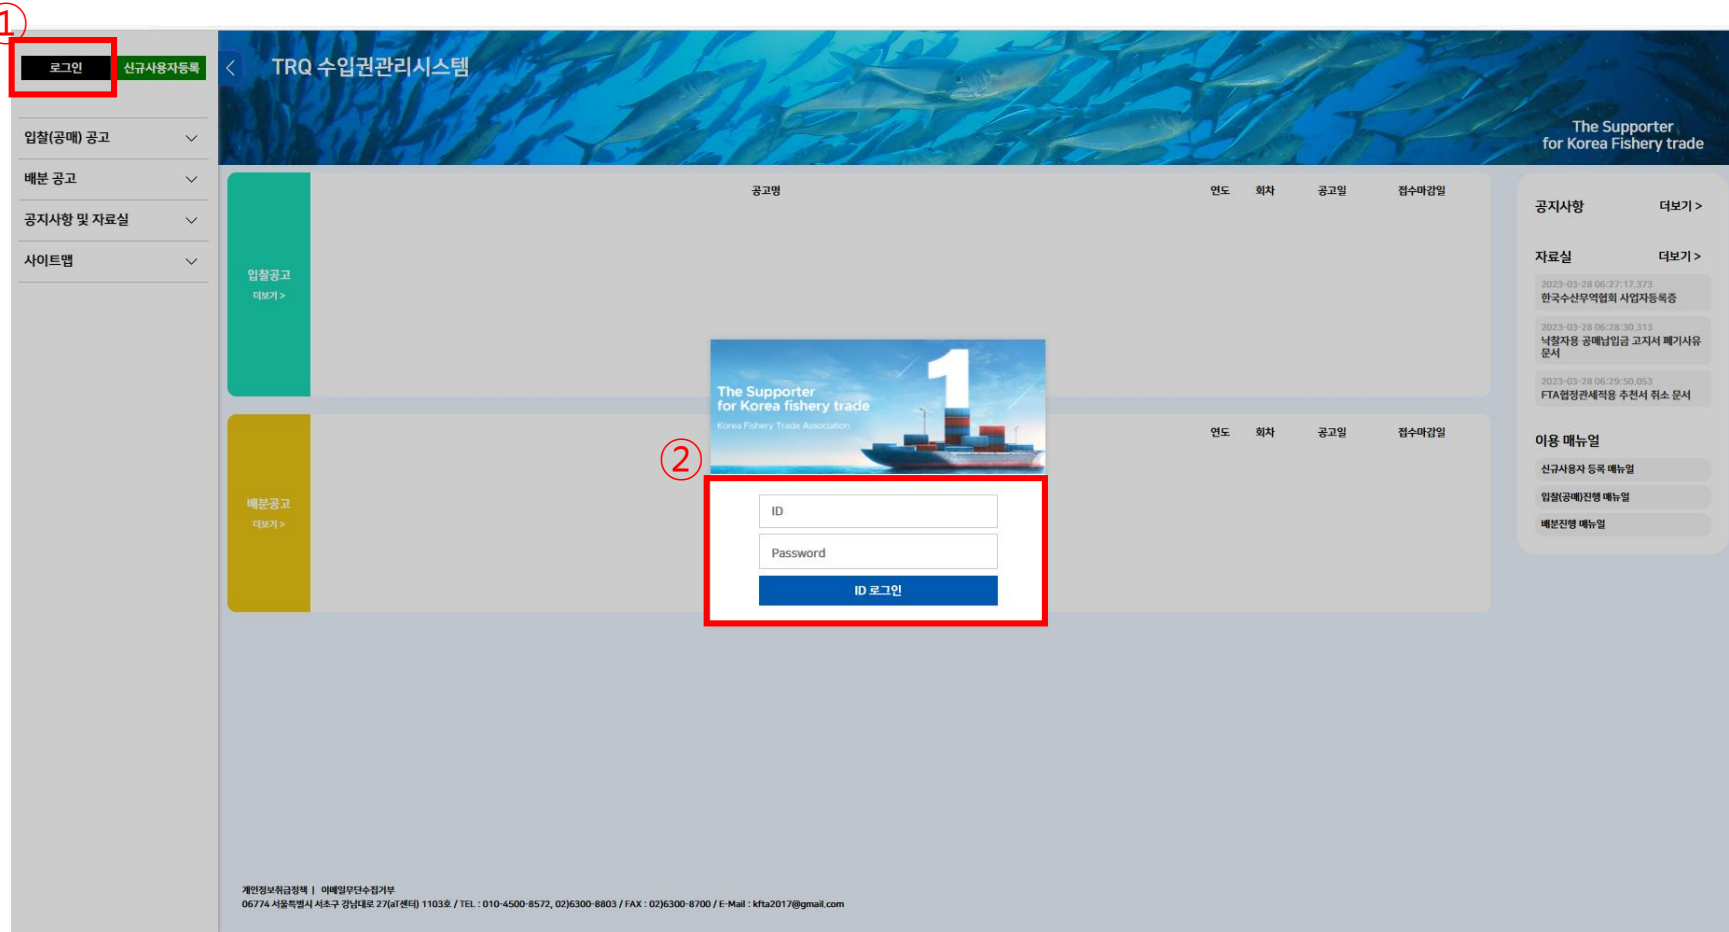 ①
로그인
신규사용자등록
TRQ 수입권관리시스템
The Supporter
for Korea Fishery trade
입찰(공매) 공고
배분 공고
공지사항 및 자료실
사이트맵
입찰공고
더보기 >
공고명
연도 회차 공고일 접수마감일
배분공고
더보기 >
연도 회차 공고일 접수마감일
The Supporter
for Korea fishery trade
Korea Fishery Trade Association
1
②
ID
Password
ID 로그인
공지사항 더보기 >
자료실 더보기 >
2023-03-28 06:27:17.373
한국수산무역협회 사업자등록증
2023-03-28 06:28:30.313
낙찰자용 공매납입금 고지서 폐기사유
문서
2023-03-28 06:29:50.053
FTA협정관세적용 추천서 취소 문서
이용 매뉴얼
신규사용자 등록 매뉴얼
입찰(공매)진행 매뉴얼
배분진행 매뉴얼
개인정보취급정책 | 이메일무단수집거부
06774 서울특별시 서초구 강남대로 27(aT센터) 1103호 / TEL : 010-4500-8572, 02)6300-8803 / FAX : 02)6300-8700 / E-Mail : kfta2017@gmail.com